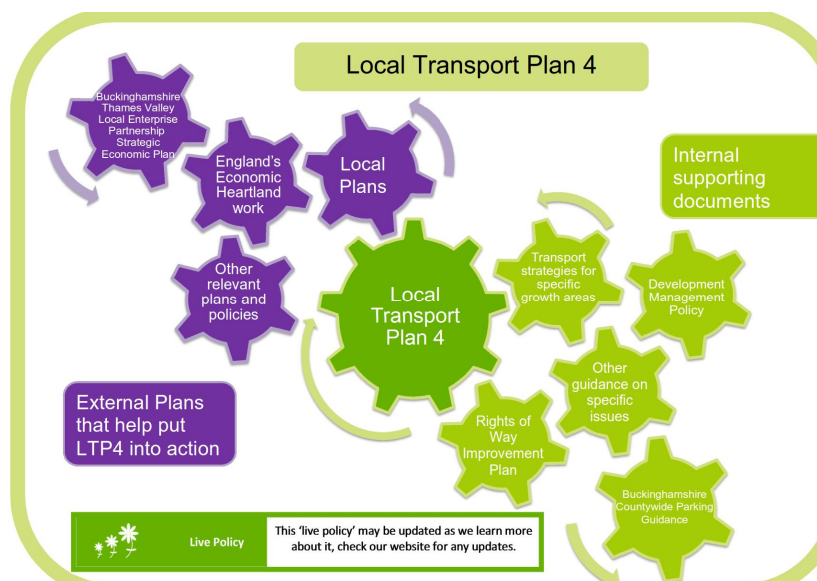 Local Transport Plan 4
Buckinghamshire
Thames Valley
Local Enterprise
Partnership
Strategic
Economic Plan
England's
Economic
Heartland
work
Local
Plans
Internal
supporting
documents
Other
relevant
plans and
policies
Local
Transport
Plan 4
Transport
strategies for
specific
growth areas
Development
Management
Policy
Other
guidance on
specific
issues
External Plans
that help put
LTP4 into action
Rights of
Way
Improvement
Plan
Buckinghamshire
Countywide Parking
Guidance
Live Policy
This 'live policy' may be updated as we learn more
about it, check our website for any updates.